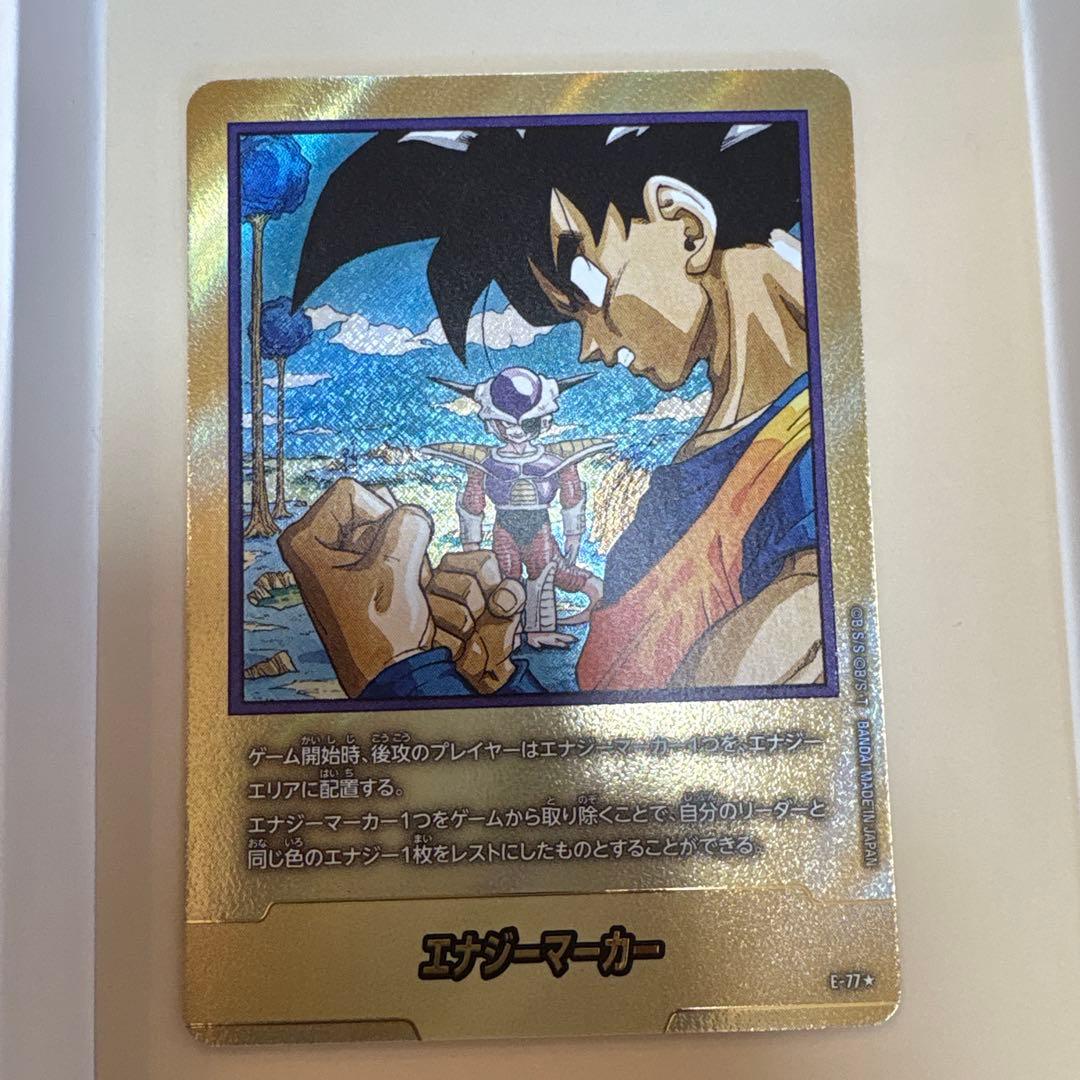 ゲーム開始時、後攻のプレイヤーはエナジーマーカー1つを、エナジー
エリアに配置する。
エナジーマーカー1つをゲームから取り除くことで、自分のリーダーと
同じ色のエナジー1枚をレストにしたものとすることができる。
エナジーマーカー
E-77★
©B.S./S ©B/S・T BANDAI MADE IN JAPAN